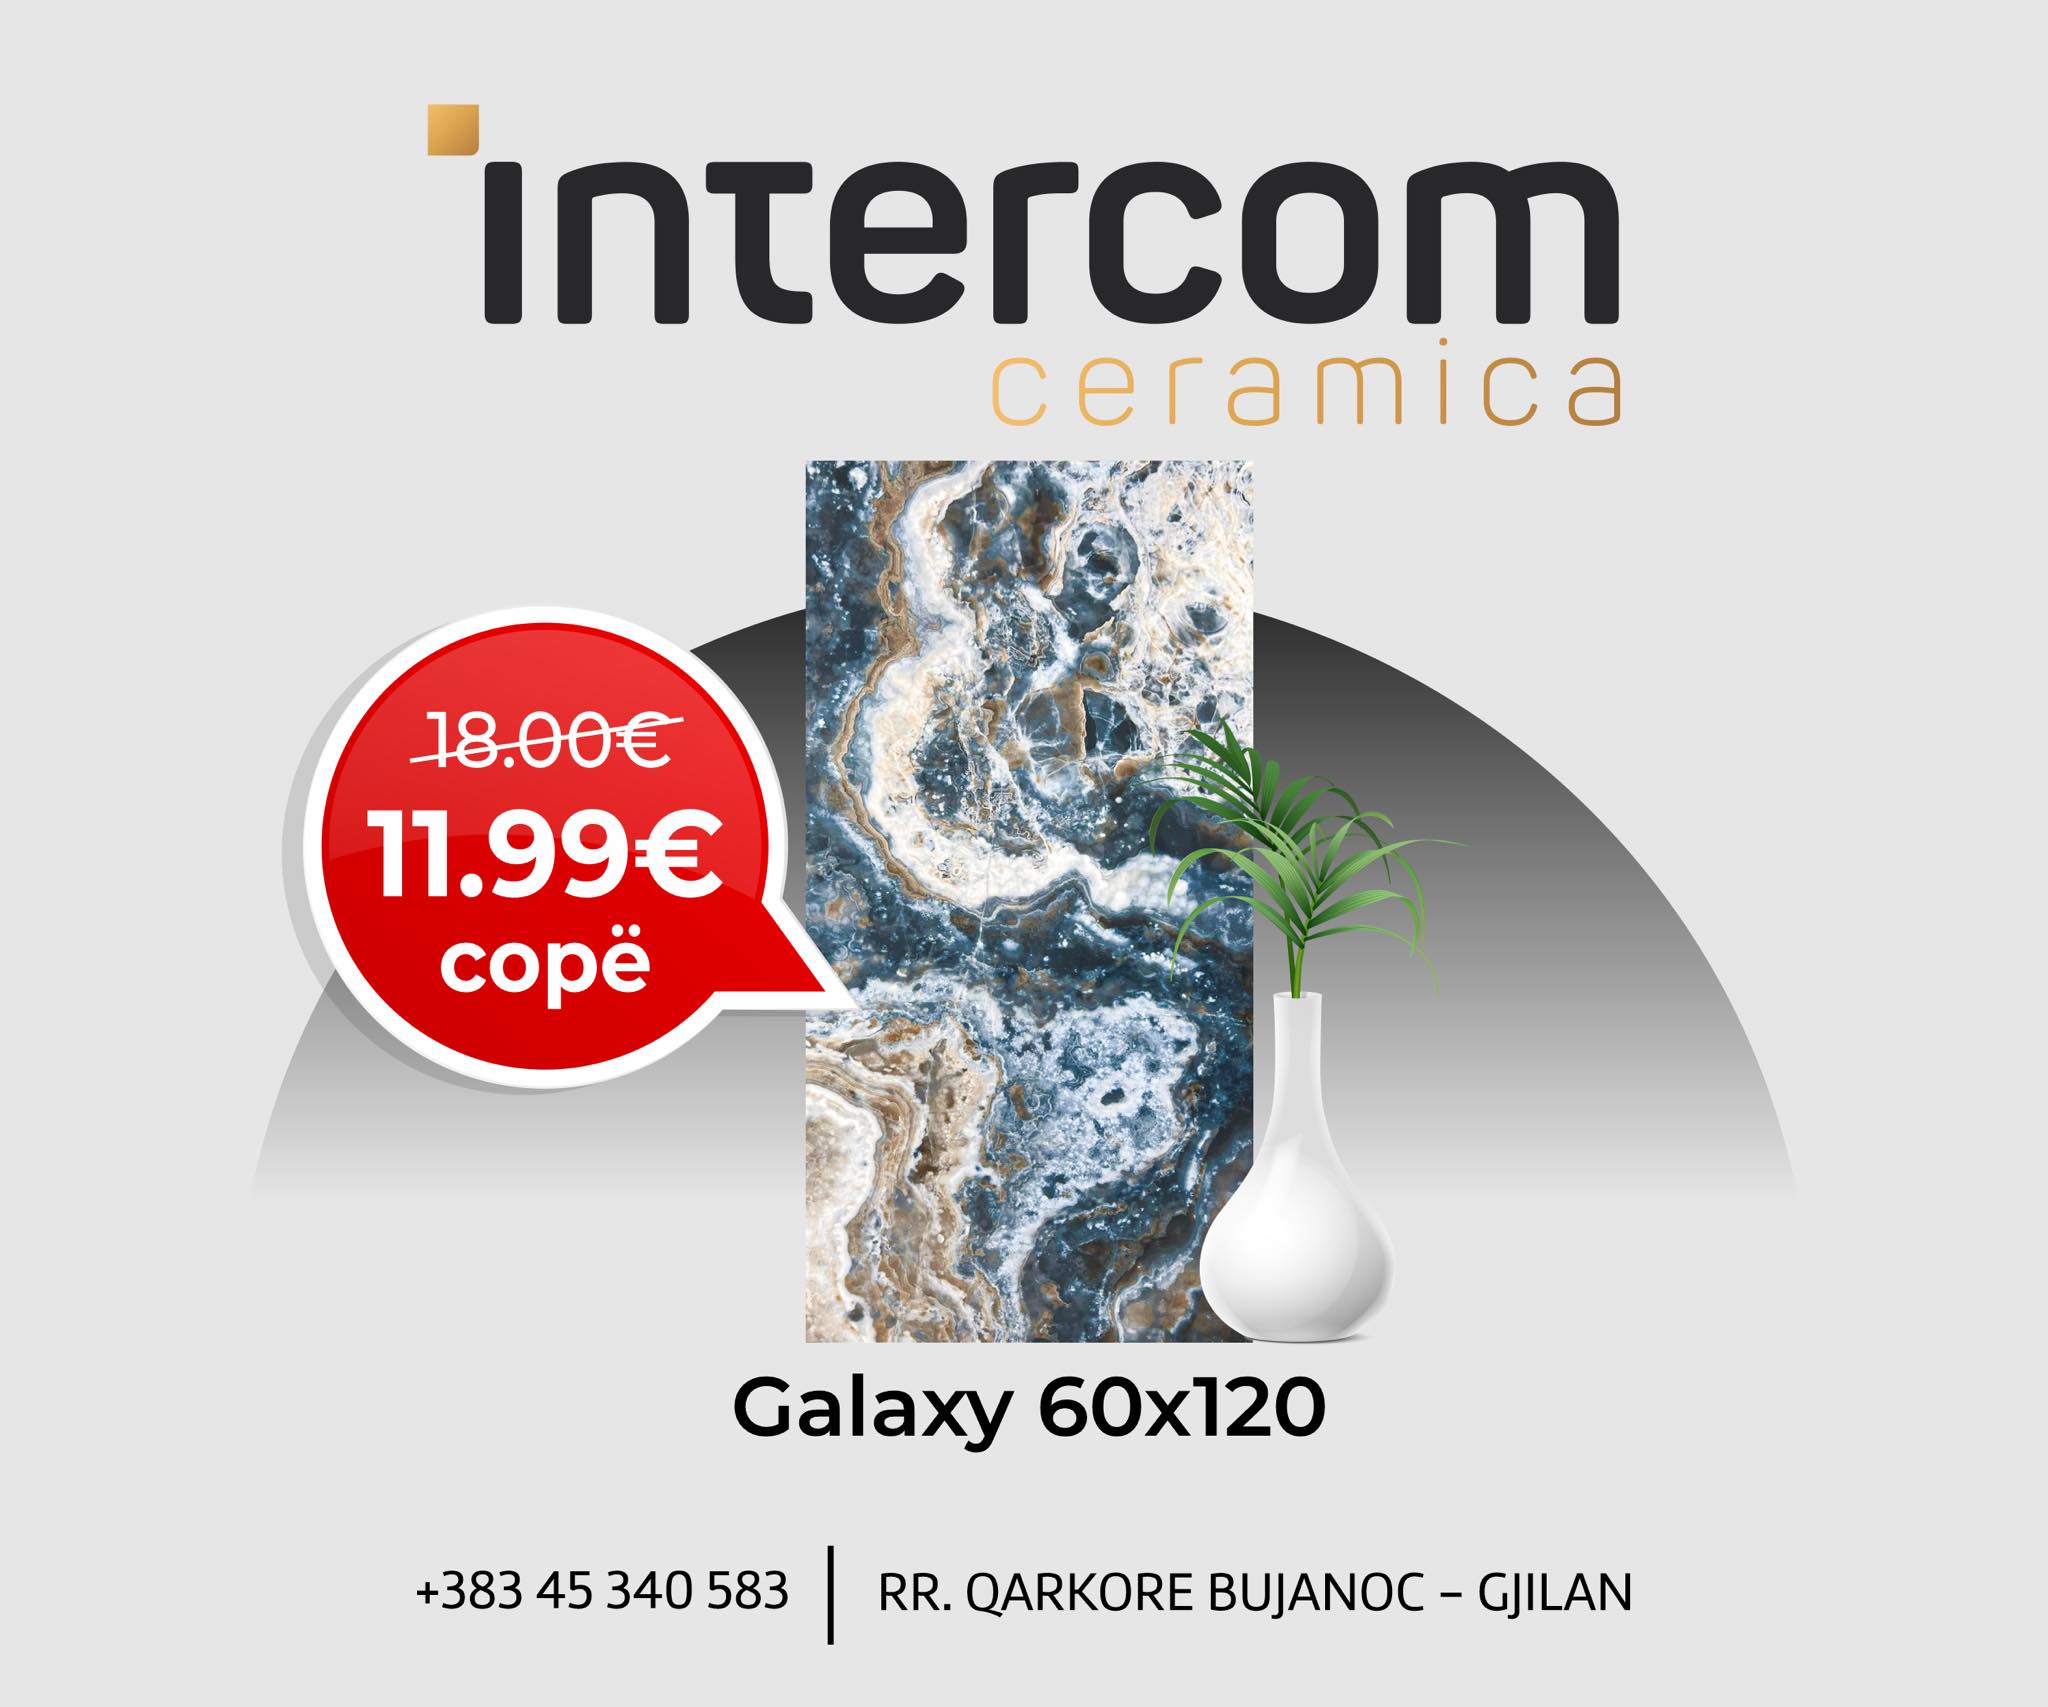 intercom
ceramica
18.00€
11.99€
copë
Galaxy 60x120
+383 45 340 583
RR. QARKORE BUJANOC – GJILAN